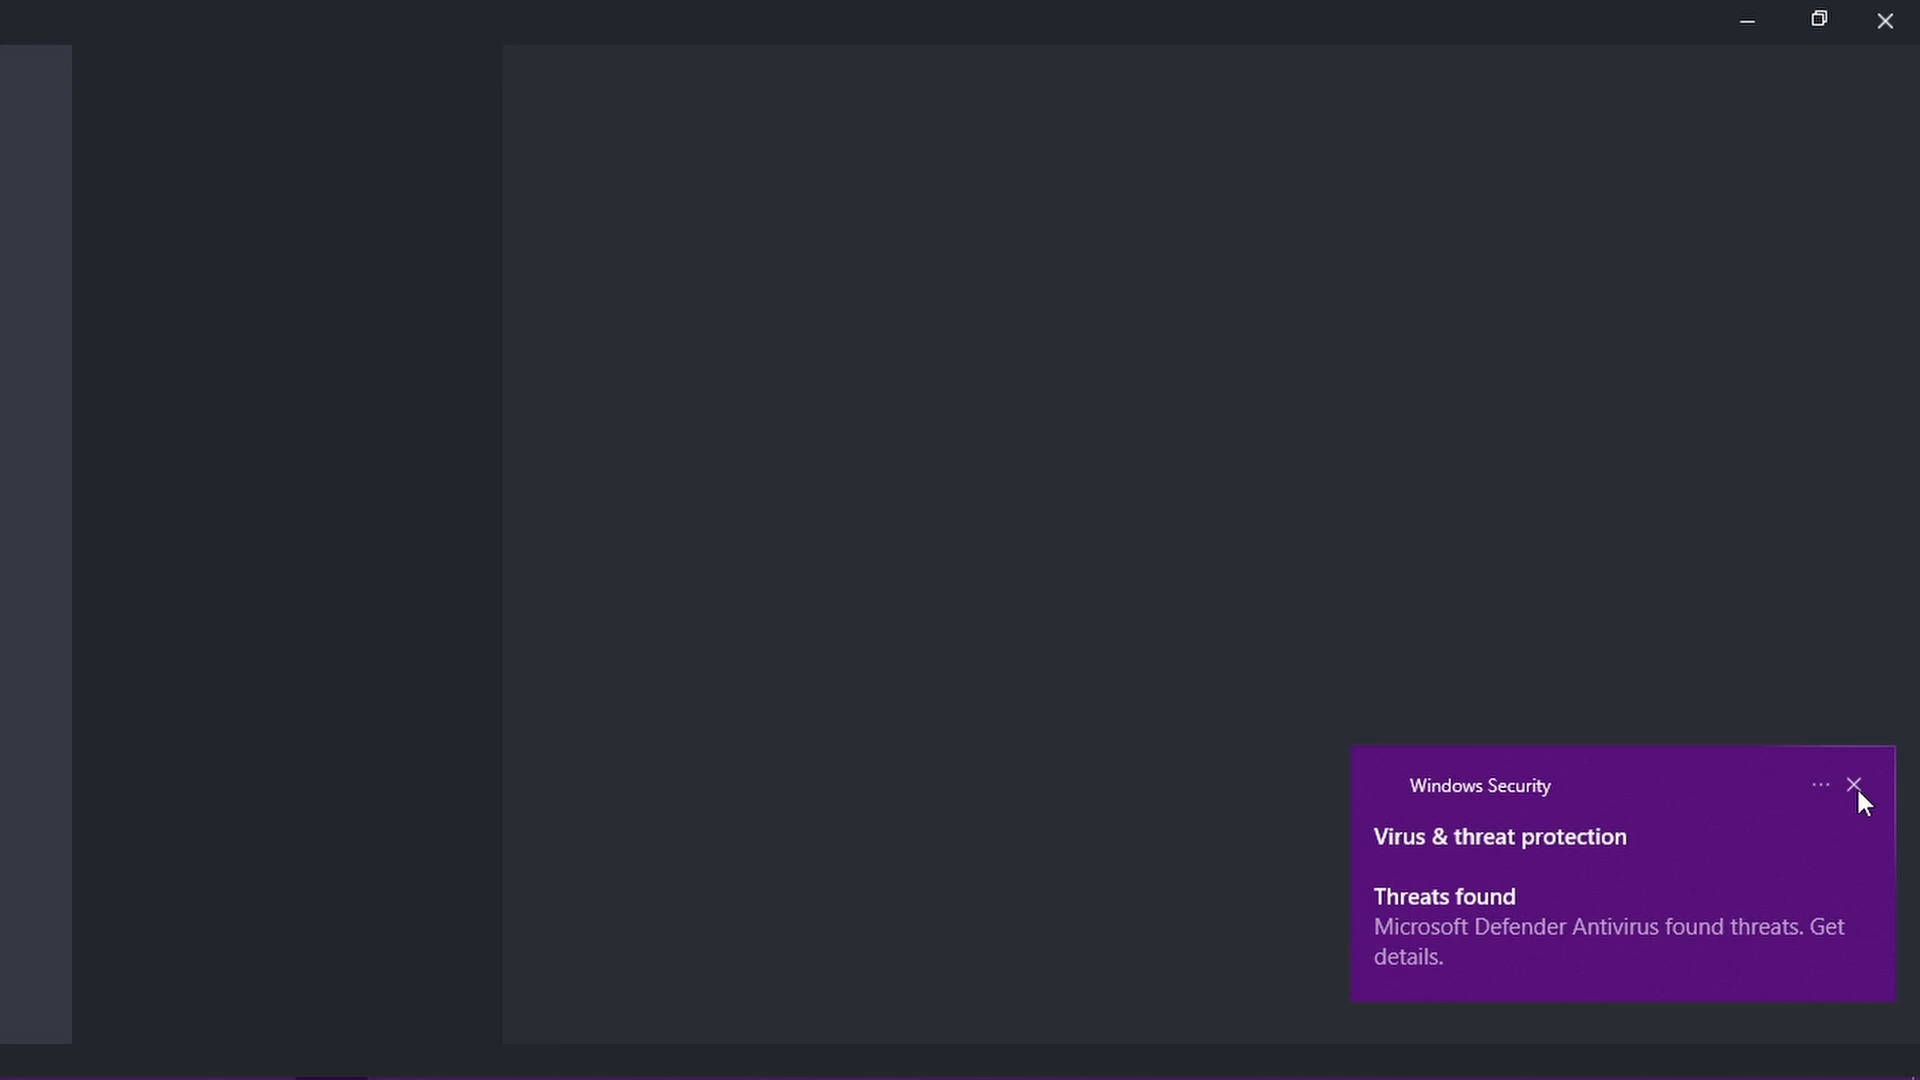 Windows Security
Virus & threat protection
Threats found
Microsoft Defender Antivirus found threats. Get
details.